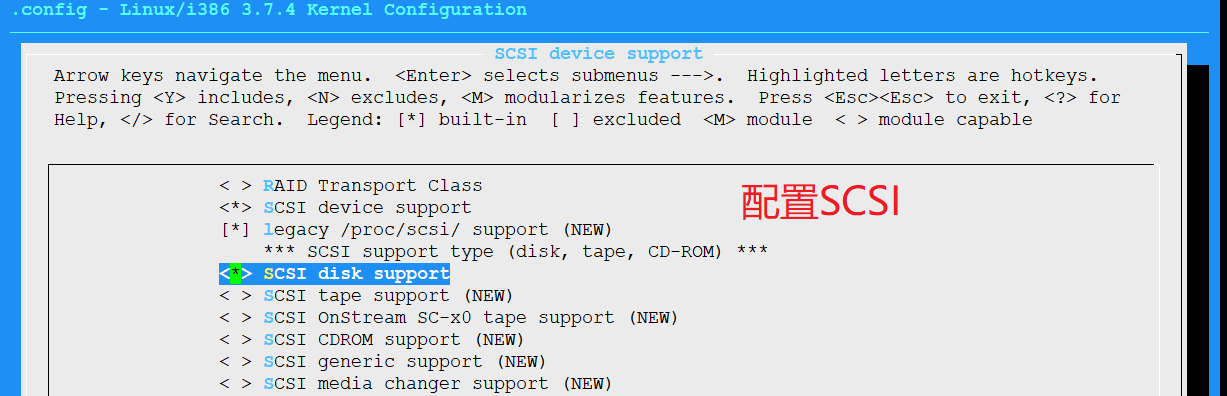 .config - Linux/i386 3.7.4 Kernel Configuration
SCSI device support
Arrow keys navigate the menu.  <Enter> selects submenus --->.  Highlighted letters are hotkeys.
Pressing <Y> includes, <N> excludes, <M> modularizes features.  Press <Esc><Esc> to exit, <?> for
Help, </> for Search.  Legend: [*] built-in  [ ] excluded  <M> module  < > module capable
< > RAID Transport Class
配置SCSI
<*> SCSI device support
[*] legacy /proc/scsi/ support (NEW)
*** SCSI support type (disk, tape, CD-ROM) ***
<*> SCSI disk support
< > SCSI tape support (NEW)
< > SCSI OnStream SC-x0 tape support (NEW)
< > SCSI CDROM support (NEW)
< > SCSI generic support (NEW)
< > SCSI media changer support (NEW)